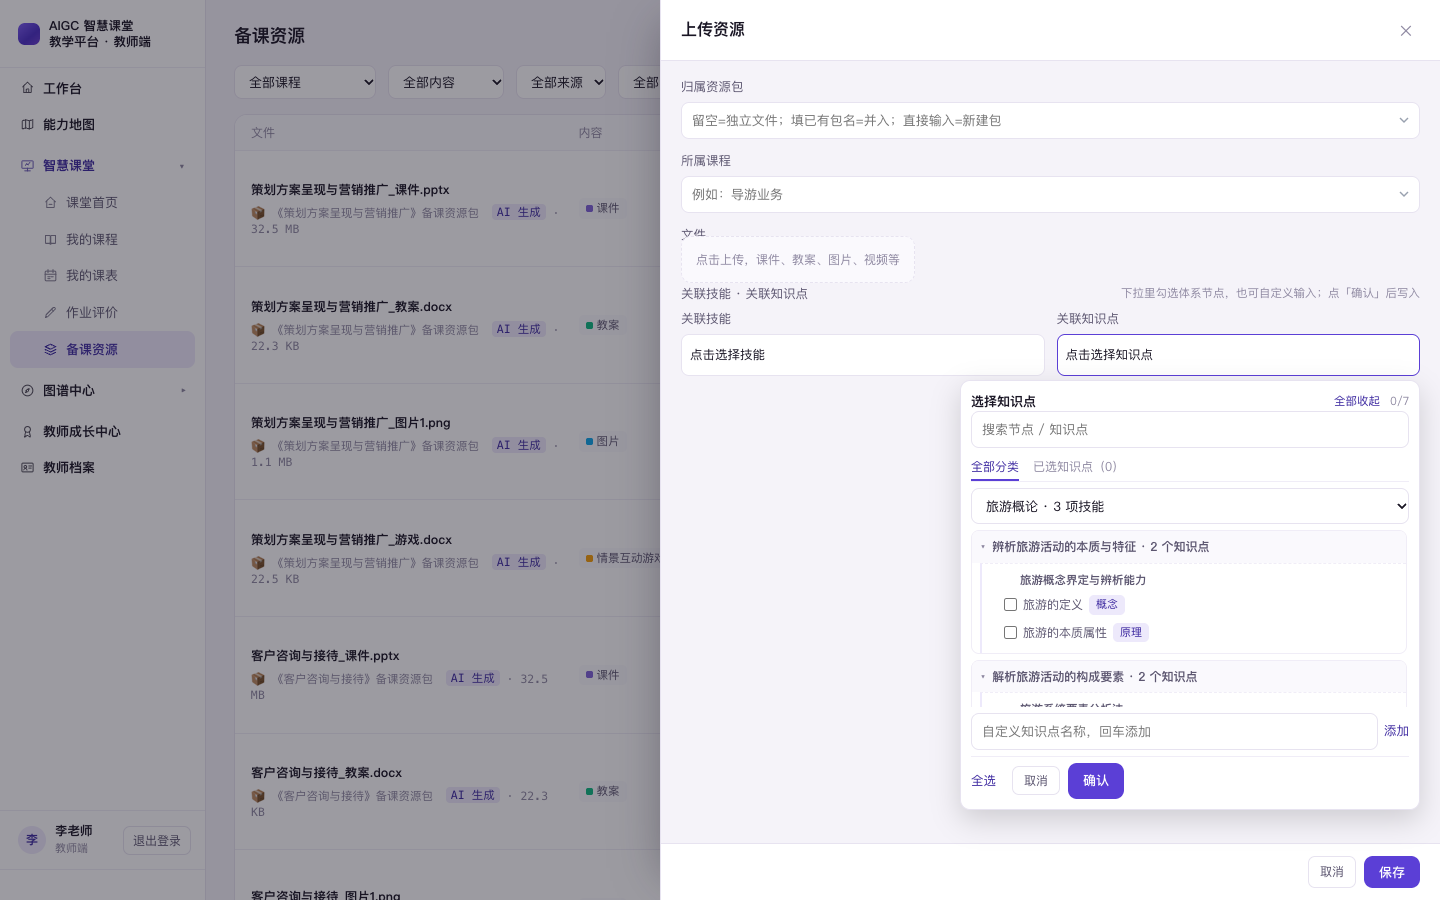 AIGC 智慧课堂
教学平台 · 教师端
工作台
能力地图
智慧课堂
课堂首页
我的课程
我的课表
作业评价
备课资源
图谱中心
教师成长中心
教师档案
李
李老师
教师端
退出登录
备课资源
全部课程
全部内容
全部来源
全部
文件
内容
策划方案呈现与营销推广_课件.pptx
《策划方案呈现与营销推广》备课资源包 AI 生成 ·
32.5 MB
课件
策划方案呈现与营销推广_教案.docx
《策划方案呈现与营销推广》备课资源包 AI 生成 ·
22.3 KB
教案
策划方案呈现与营销推广_图片1.png
《策划方案呈现与营销推广》备课资源包 AI 生成 ·
1.1 MB
图片
策划方案呈现与营销推广_游戏.docx
《策划方案呈现与营销推广》备课资源包 AI 生成 ·
22.5 KB
情景互动游戏
客户咨询与接待_课件.pptx
《客户咨询与接待》备课资源包 AI 生成 · 32.5
MB
课件
客户咨询与接待_教案.docx
《客户咨询与接待》备课资源包 AI 生成 · 22.3
KB
教案
客户咨询与接待_图片1.png
上传资源
归属资源包
留空=独立文件；填已有包名=并入；直接输入=新建包
所属课程
例如：导游业务
文件
点击上传，课件、教案、图片、视频等
关联技能 · 关联知识点
下拉里勾选体系节点，也可自定义输入；点「确认」后写入
关联技能
关联知识点
点击选择技能
点击选择知识点
选择知识点
全部收起 0/7
搜索节点 / 知识点
全部分类
已选知识点 (0)
旅游概论 · 3 项技能
辨析旅游活动的本质与特征 · 2 个知识点
旅游概念界定与辨析能力
旅游的定义 概念
旅游的本质属性 原理
解析旅游活动的构成要素 · 2 个知识点
自定义知识点名称，回车添加
添加
全选
取消
确认
取消
保存